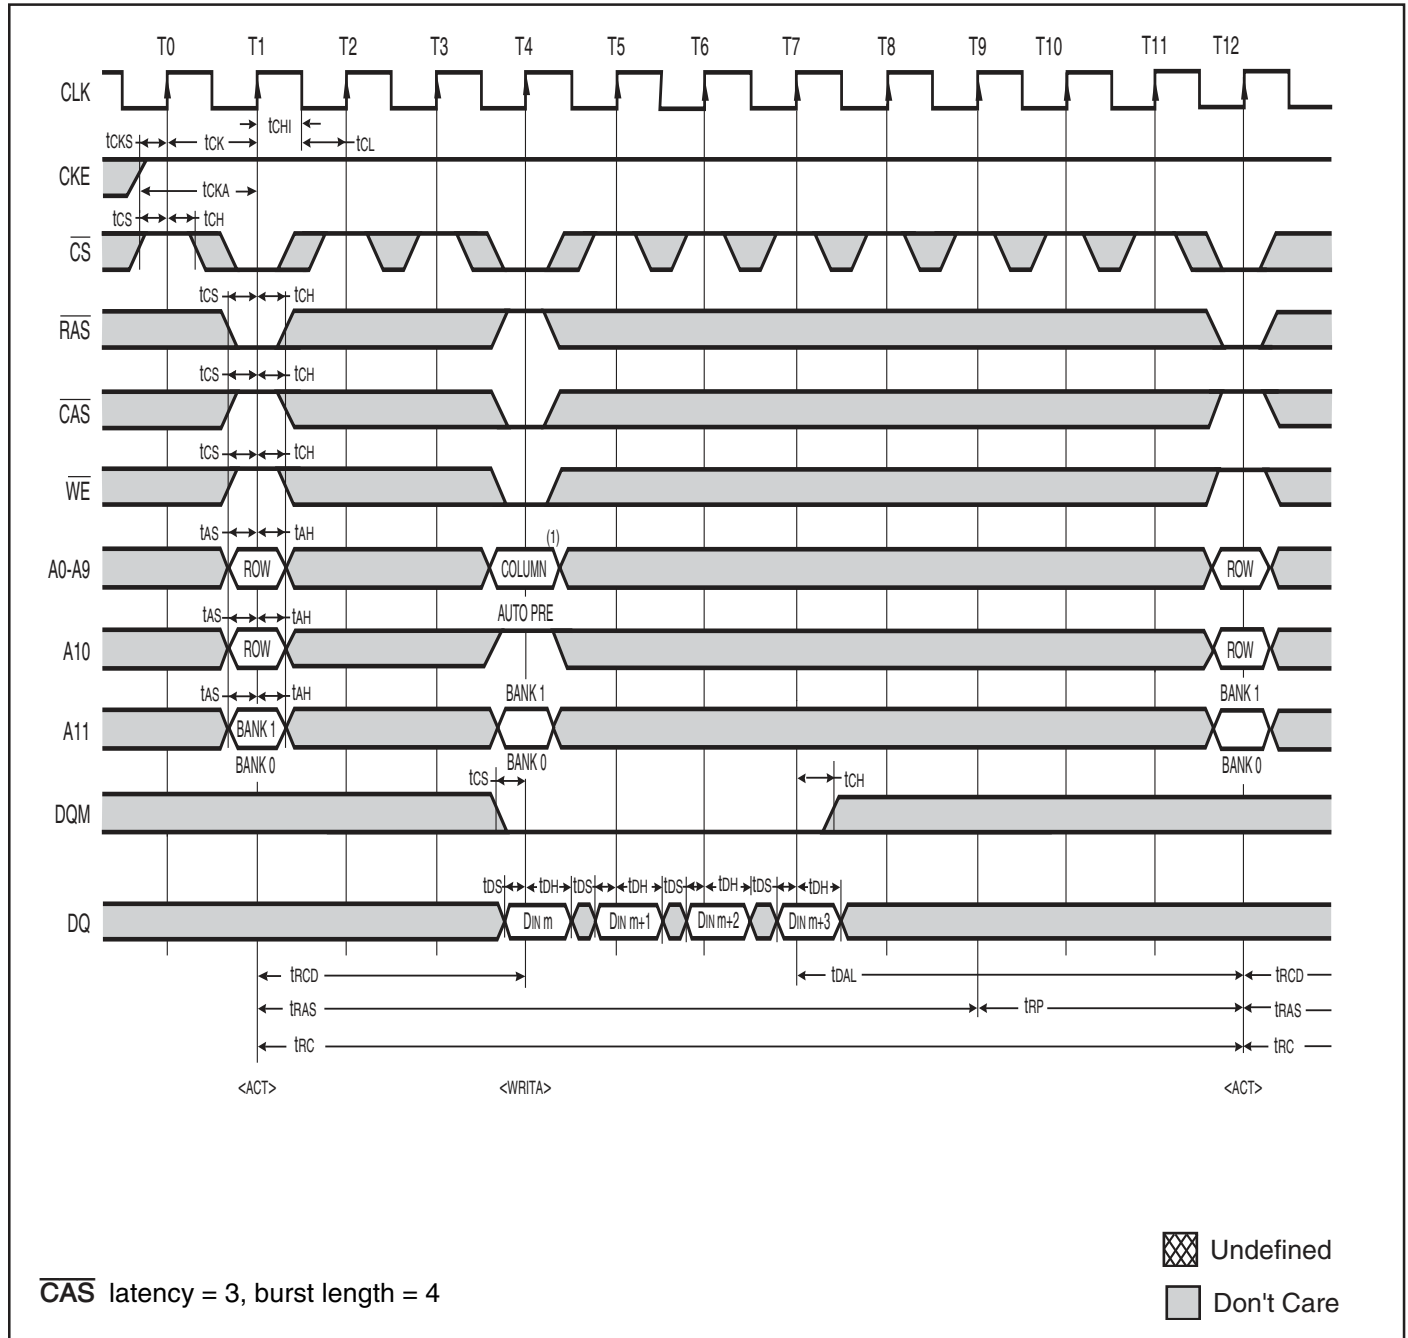 T0 T1 T2 T3 T4 T5 T6 T7 T8 T9 T10 T11 T12
CLK
tCHI
tCKS tCK tCL
CKE
tCKA
tCS tCH
CS
tCS tCH
RAS
tCS tCH
CAS
tCS tCH
WE
tAS tAH (1)
A0-A9 ROW COLUMN ROW
tAS tAH AUTO PRE
A10 ROW ROW
tAS tAH BANK 1 BANK 1
A11 BANK 1
BANK 0 BANK 0 BANK 0
tCS tCH
DQM
tDS tDH tDS tDH tDS tDH tDS tDH
DQ DIN m DIN m+1 DIN m+2 DIN m+3
tRCD tDAL tRCD
tRAS tRP tRAS
tRC tRC
<ACT> <WRITA> <ACT>
Undefined
CAS latency = 3, burst length = 4
Don't Care